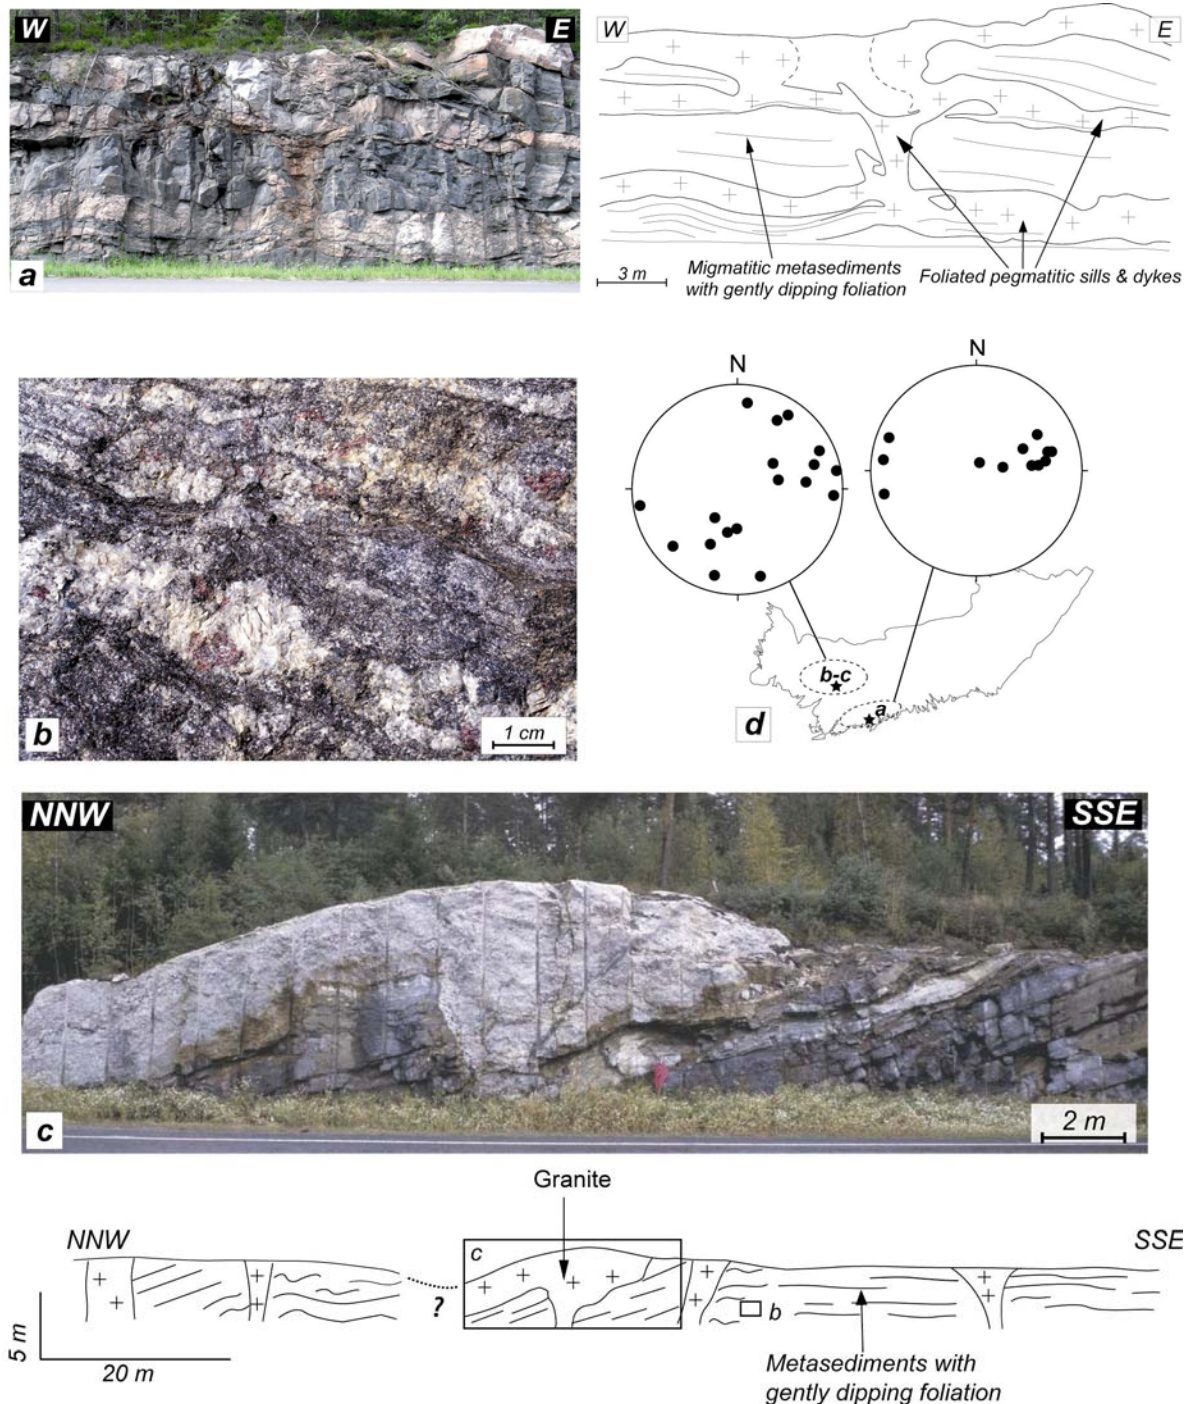 W
E
a
W
E
3 m
Migmatitic metasediments
with gently dipping foliation
Foliated pegmatitic sills & dykes
b
1 cm
N
N
b-c
a
d
NNW
SSE
c
2 m
Granite
NNW
SSE
c
?
b
5 m
20 m
Metasediments with
gently dipping foliation